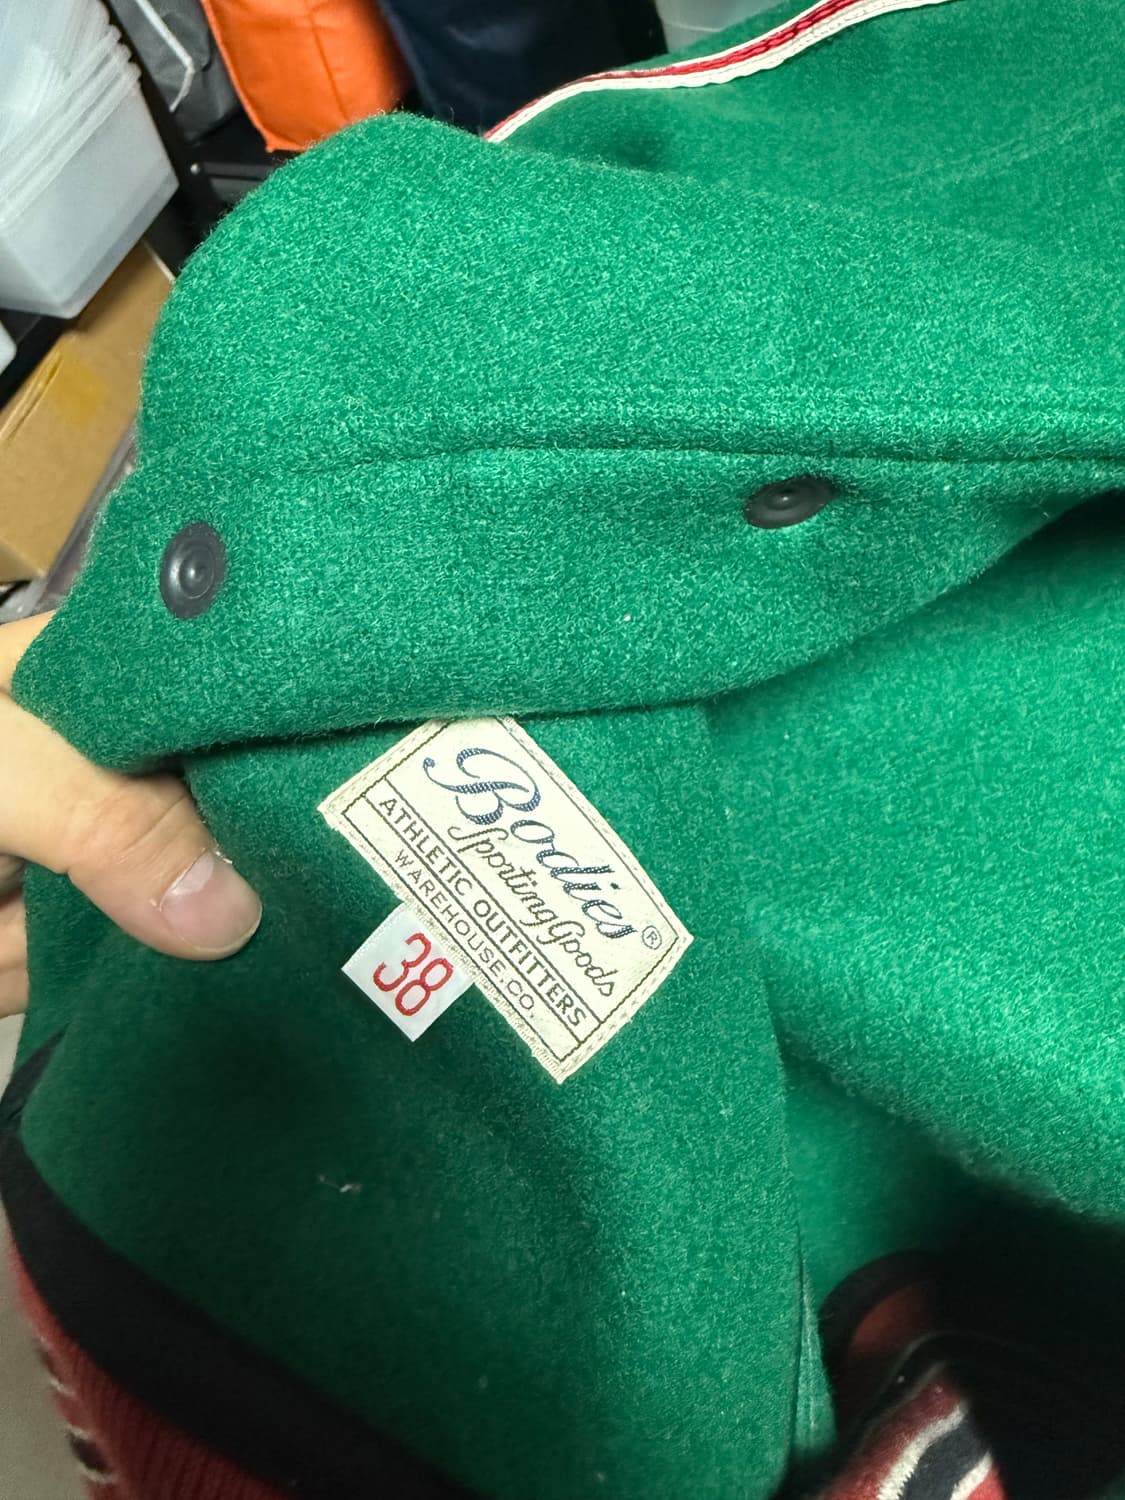 Bodies®
Sporting Goods
ATHLETIC OUTFITTERS
WAREHOUSE.CO.
38